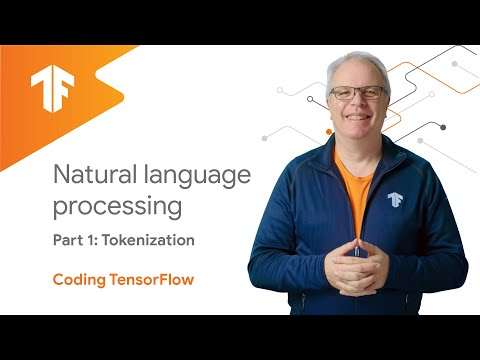 Natural language
processing
Part 1: Tokenization
Coding TensorFlow